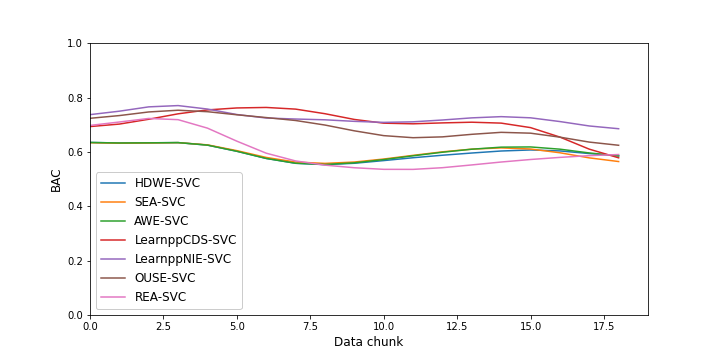 1.0
0.8
0.6
0.4
0.2
0.0
BAC
HDWE-SVC
SEA-SVC
AWE-SVC
LearnppCDS-SVC
LearnppNIE-SVC
OUSE-SVC
REA-SVC
0.0 2.5 5.0 7.5 10.0 12.5 15.0 17.5
Data chunk